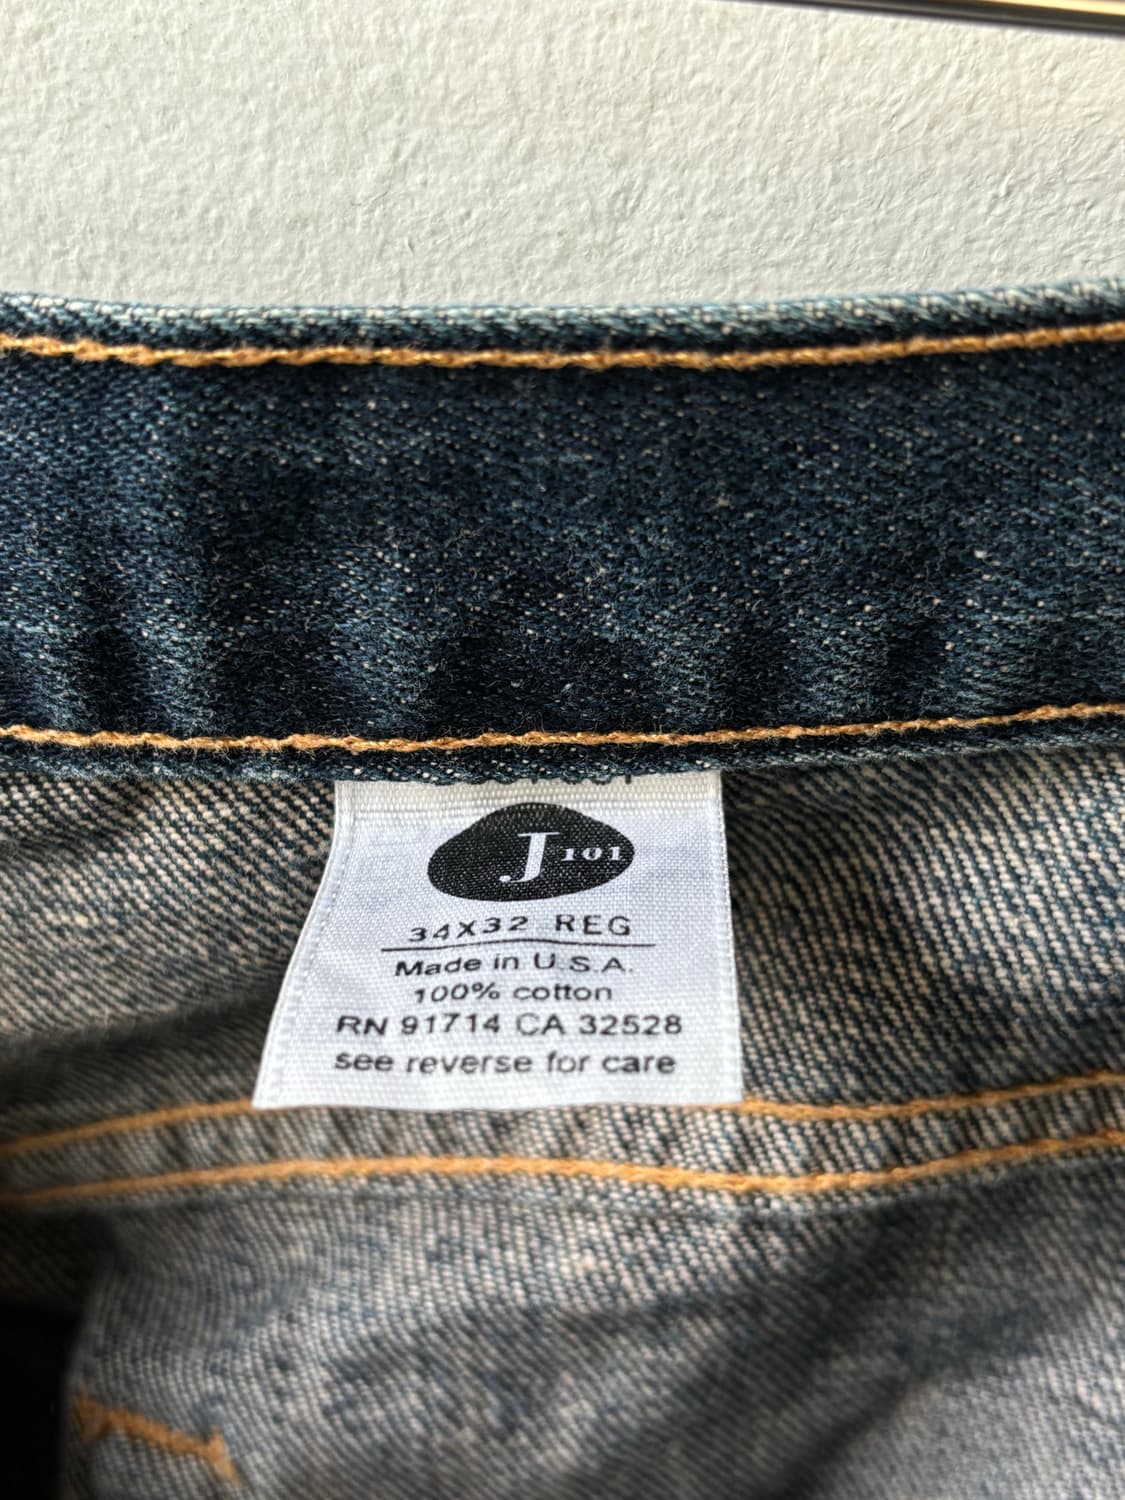 J 101
34X32 REG
Made in U.S.A.
100% cotton
RN 91714 CA 32528
see reverse for care